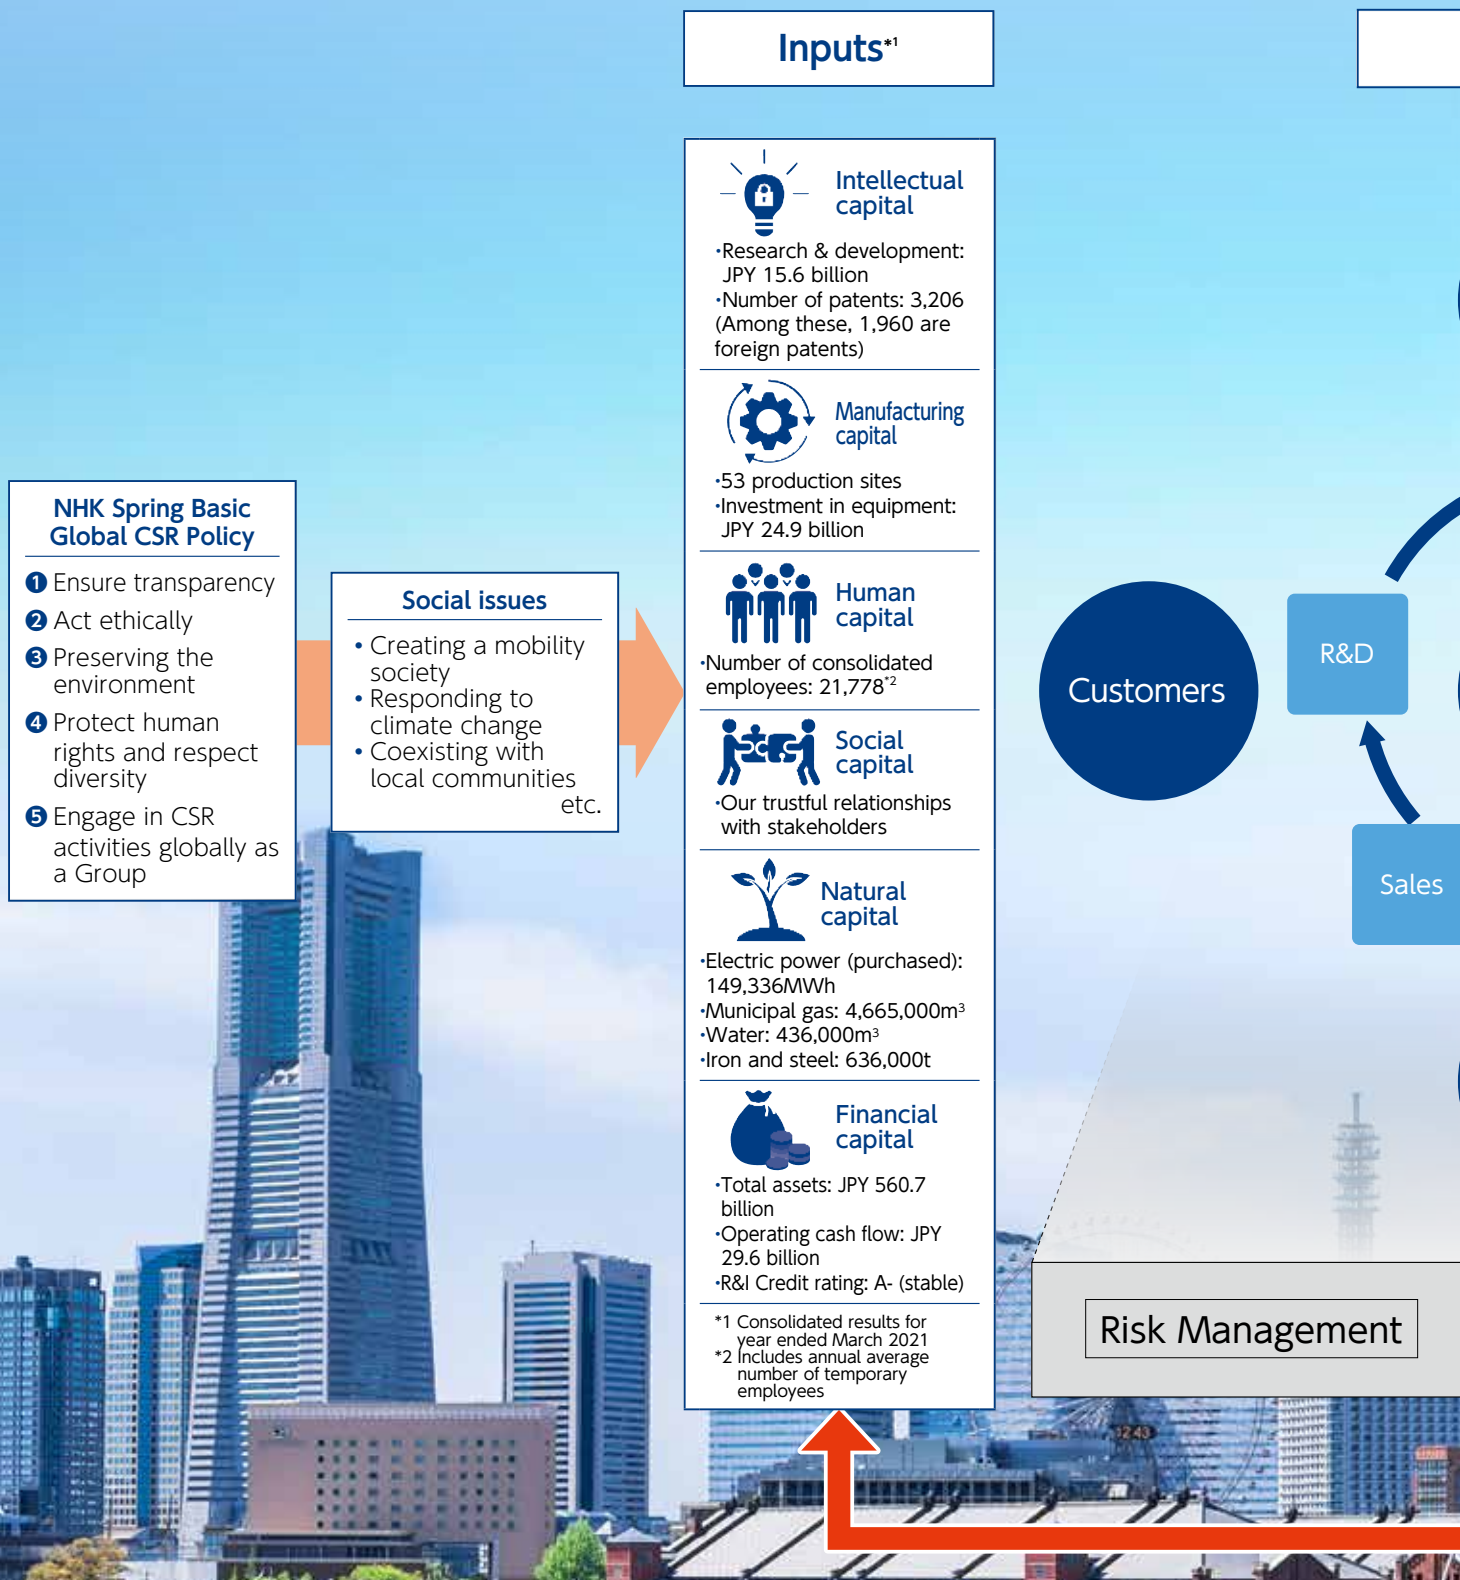 Inputs*1
NHK Spring Basic
Global CSR Policy
❶ Ensure transparency
❷ Act ethically
❸ Preserving the
environment
❹ Protect human
rights and respect
diversity
❺ Engage in CSR
activities globally as
a Group
Social issues
• Creating a mobility
society
• Responding to
climate change
• Coexisting with
local communities
etc.
Intellectual
capital
・Research & development:
JPY 15.6 billion
・Number of patents: 3,206
(Among these, 1,960 are
foreign patents)
Manufacturing
capital
・53 production sites
・Investment in equipment:
JPY 24.9 billion
Human
capital
・Number of consolidated
employees: 21,778*2
Social
capital
・Our trustful relationships
with stakeholders
Natural
capital
・Electric power (purchased):
149,336MWh
・Municipal gas: 4,665,000m³
・Water: 436,000m³
・Iron and steel: 636,000t
Financial
capital
・Total assets: JPY 560.7
billion
・Operating cash flow: JPY
29.6 billion
・R&I Credit rating: A- (stable)
*1 Consolidated results for
year ended March 2021
*2 Includes annual average
number of temporary
employees
Customers
R&D
Sales
Risk Management
12:43